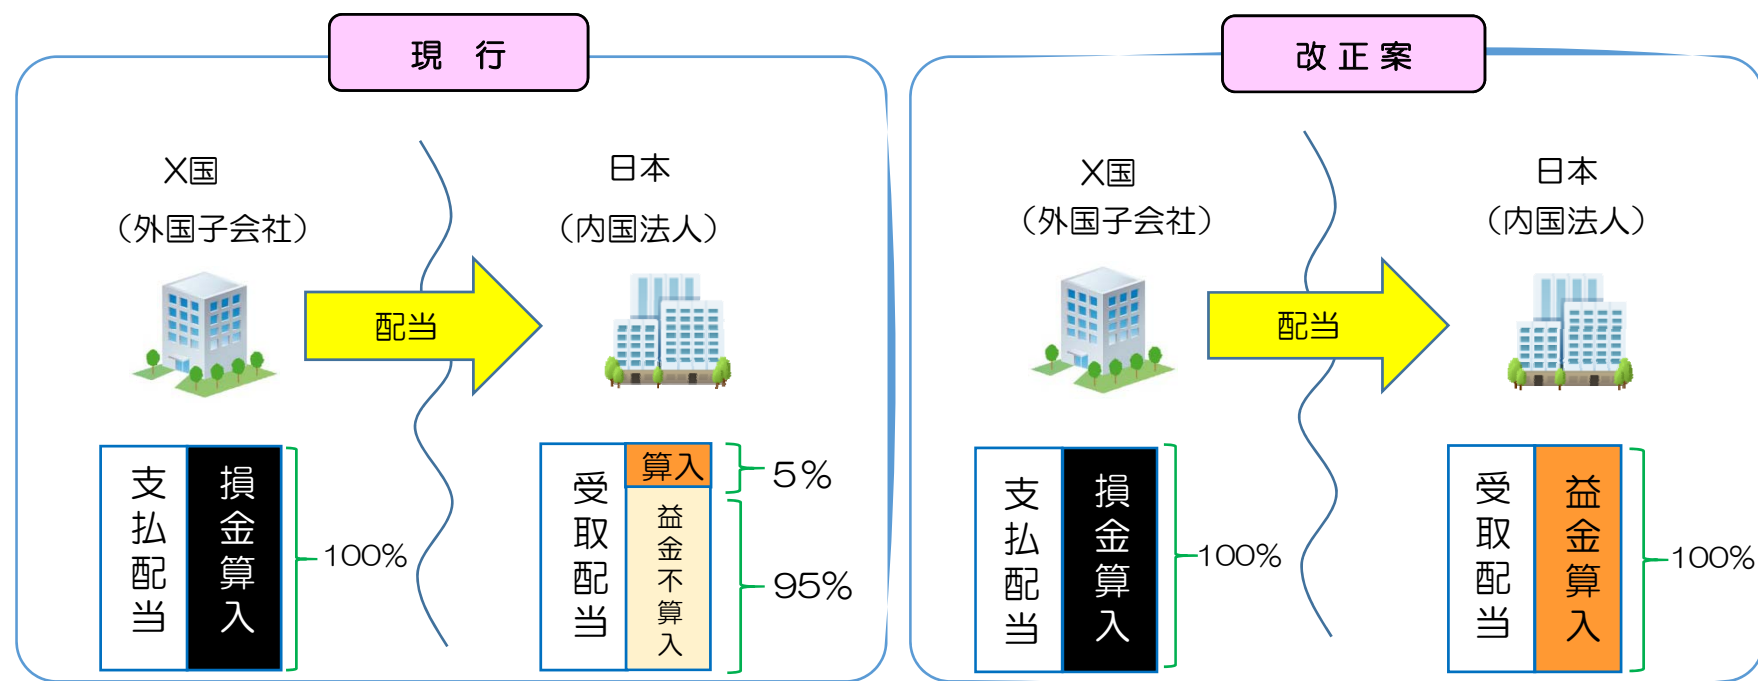 現 行
X国
（外国子会社）
日本
（内国法人）
配当
支払配当
損金算入
100%
受取配当
算入
5%
益金不算入
95%
改正案
X国
（外国子会社）
日本
（内国法人）
配当
支払配当
損金算入
100%
受取配当
益金算入
100%